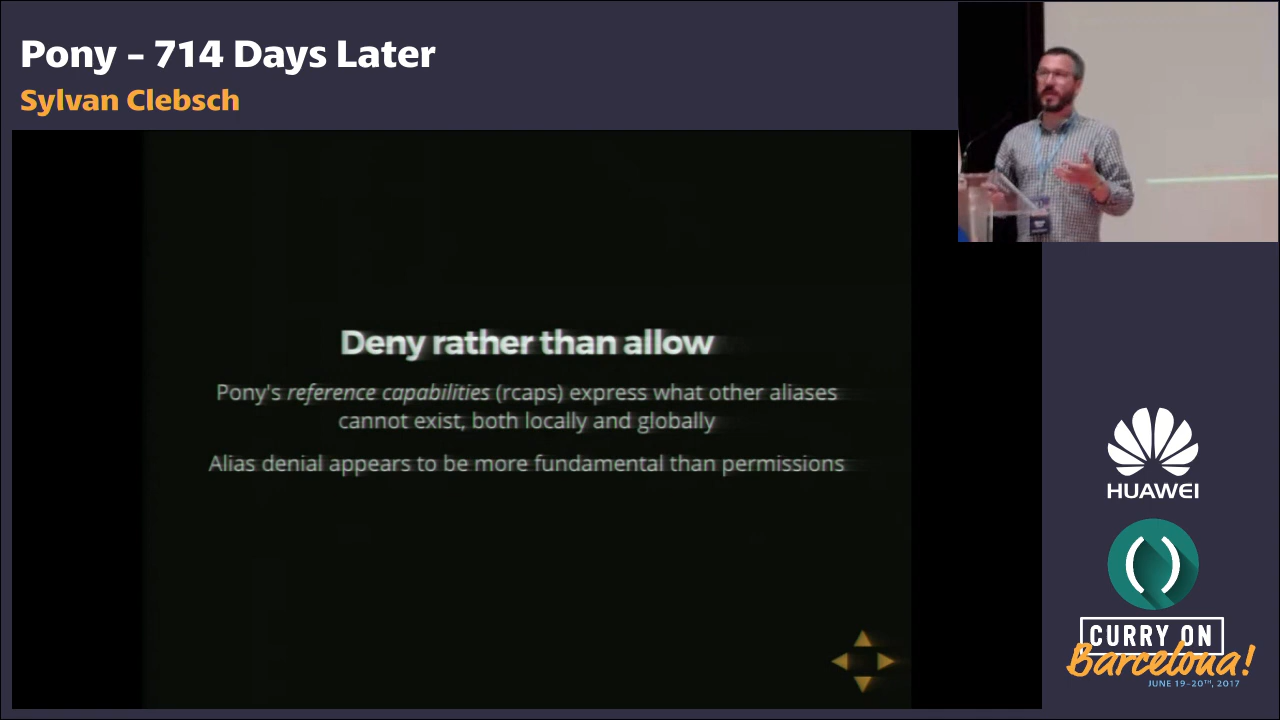 Pony – 714 Days Later
Sylvan Clebsch
Deny rather than allow
Pony's reference capabilities (rcaps) express what other aliases
cannot exist, both locally and globally
Alias denial appears to be more fundamental than permissions
HUAWEI
CURRY ON
Barcelona!
JUNE 19-20TH, 2017